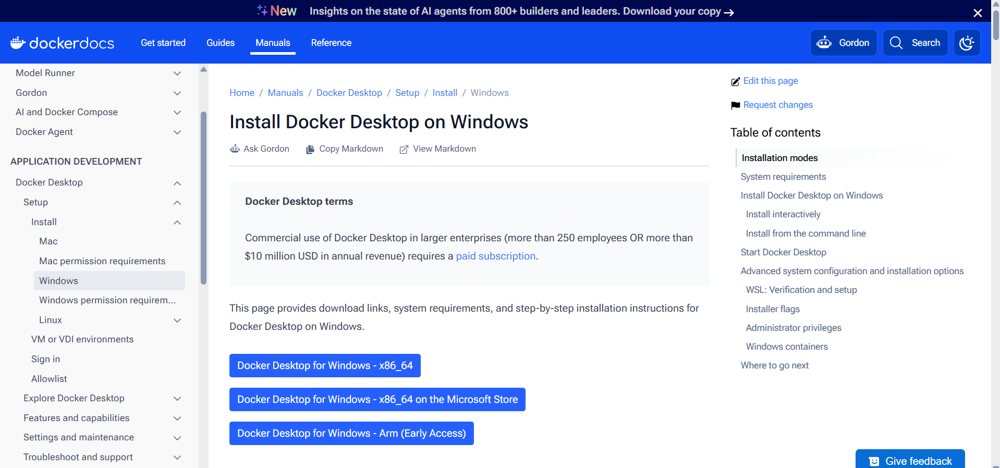 New Insights on the state of AI agents from 800+ builders and leaders. Download your copy
dockerdocs
Get started
Guides
Manuals
Reference
Gordon
Search
Model Runner
Gordon
AI and Docker Compose
Docker Agent
APPLICATION DEVELOPMENT
Docker Desktop
Setup
Install
Mac
Mac permission requirements
Windows
Windows permission requirem...
Linux
VM or VDI environments
Sign in
Allowlist
Explore Docker Desktop
Features and capabilities
Settings and maintenance
Troubleshoot and support
Home / Manuals / Docker Desktop / Setup / Install / Windows
Install Docker Desktop on Windows
Ask Gordon
Copy Markdown
View Markdown
Docker Desktop terms
Commercial use of Docker Desktop in larger enterprises (more than 250 employees OR more than
$10 million USD in annual revenue) requires a paid subscription.
This page provides download links, system requirements, and step-by-step installation instructions for
Docker Desktop on Windows.
Docker Desktop for Windows - x86_64
Docker Desktop for Windows - x86_64 on the Microsoft Store
Docker Desktop for Windows - Arm (Early Access)
Edit this page
Request changes
Table of contents
Installation modes
System requirements
Install Docker Desktop on Windows
Install interactively
Install from the command line
Start Docker Desktop
Advanced system configuration and installation options
WSL: Verification and setup
Installer flags
Administrator privileges
Windows containers
Where to go next
Give feedback